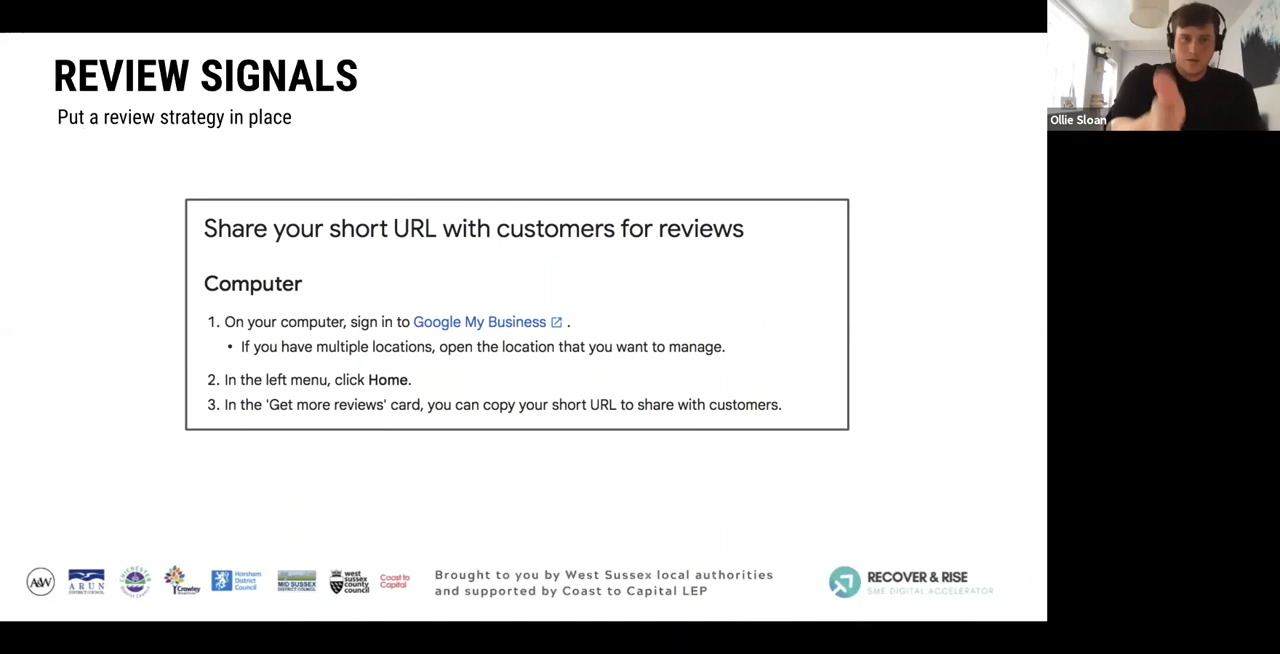 REVIEW SIGNALS
Put a review strategy in place
Ollie Sloan
Share your short URL with customers for reviews
Computer
1. On your computer, sign in to Google My Business .
• If you have multiple locations, open the location that you want to manage.
2. In the left menu, click Home.
3. In the 'Get more reviews' card, you can copy your short URL to share with customers.
A&W
ARUN
DISTRICT COUNCIL
Crawley
Horsham
District
Council
MID SUSSEX
DISTRICT COUNCIL
west
sussex
county
council
Coast to
Capital
Brought to you by West Sussex local authorities
and supported by Coast to Capital LEP
RECOVER & RISE
SME DIGITAL ACCELERATOR